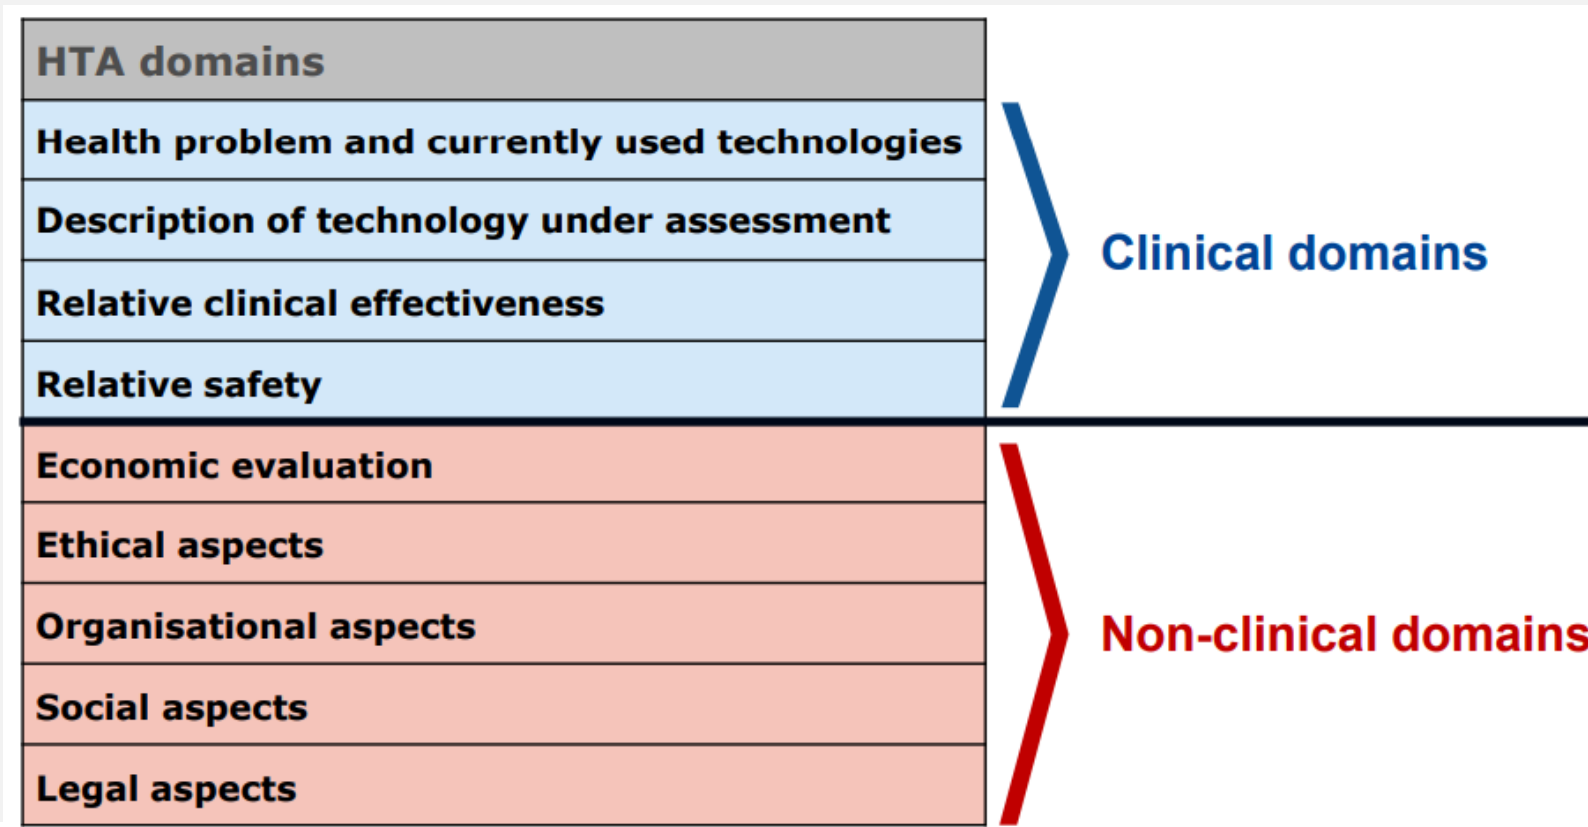 HTA domains
Health problem and currently used technologies
Description of technology under assessment
Relative clinical effectiveness
Relative safety
Clinical domains
Economic evaluation
Ethical aspects
Organisational aspects
Social aspects
Legal aspects
Non-clinical domains